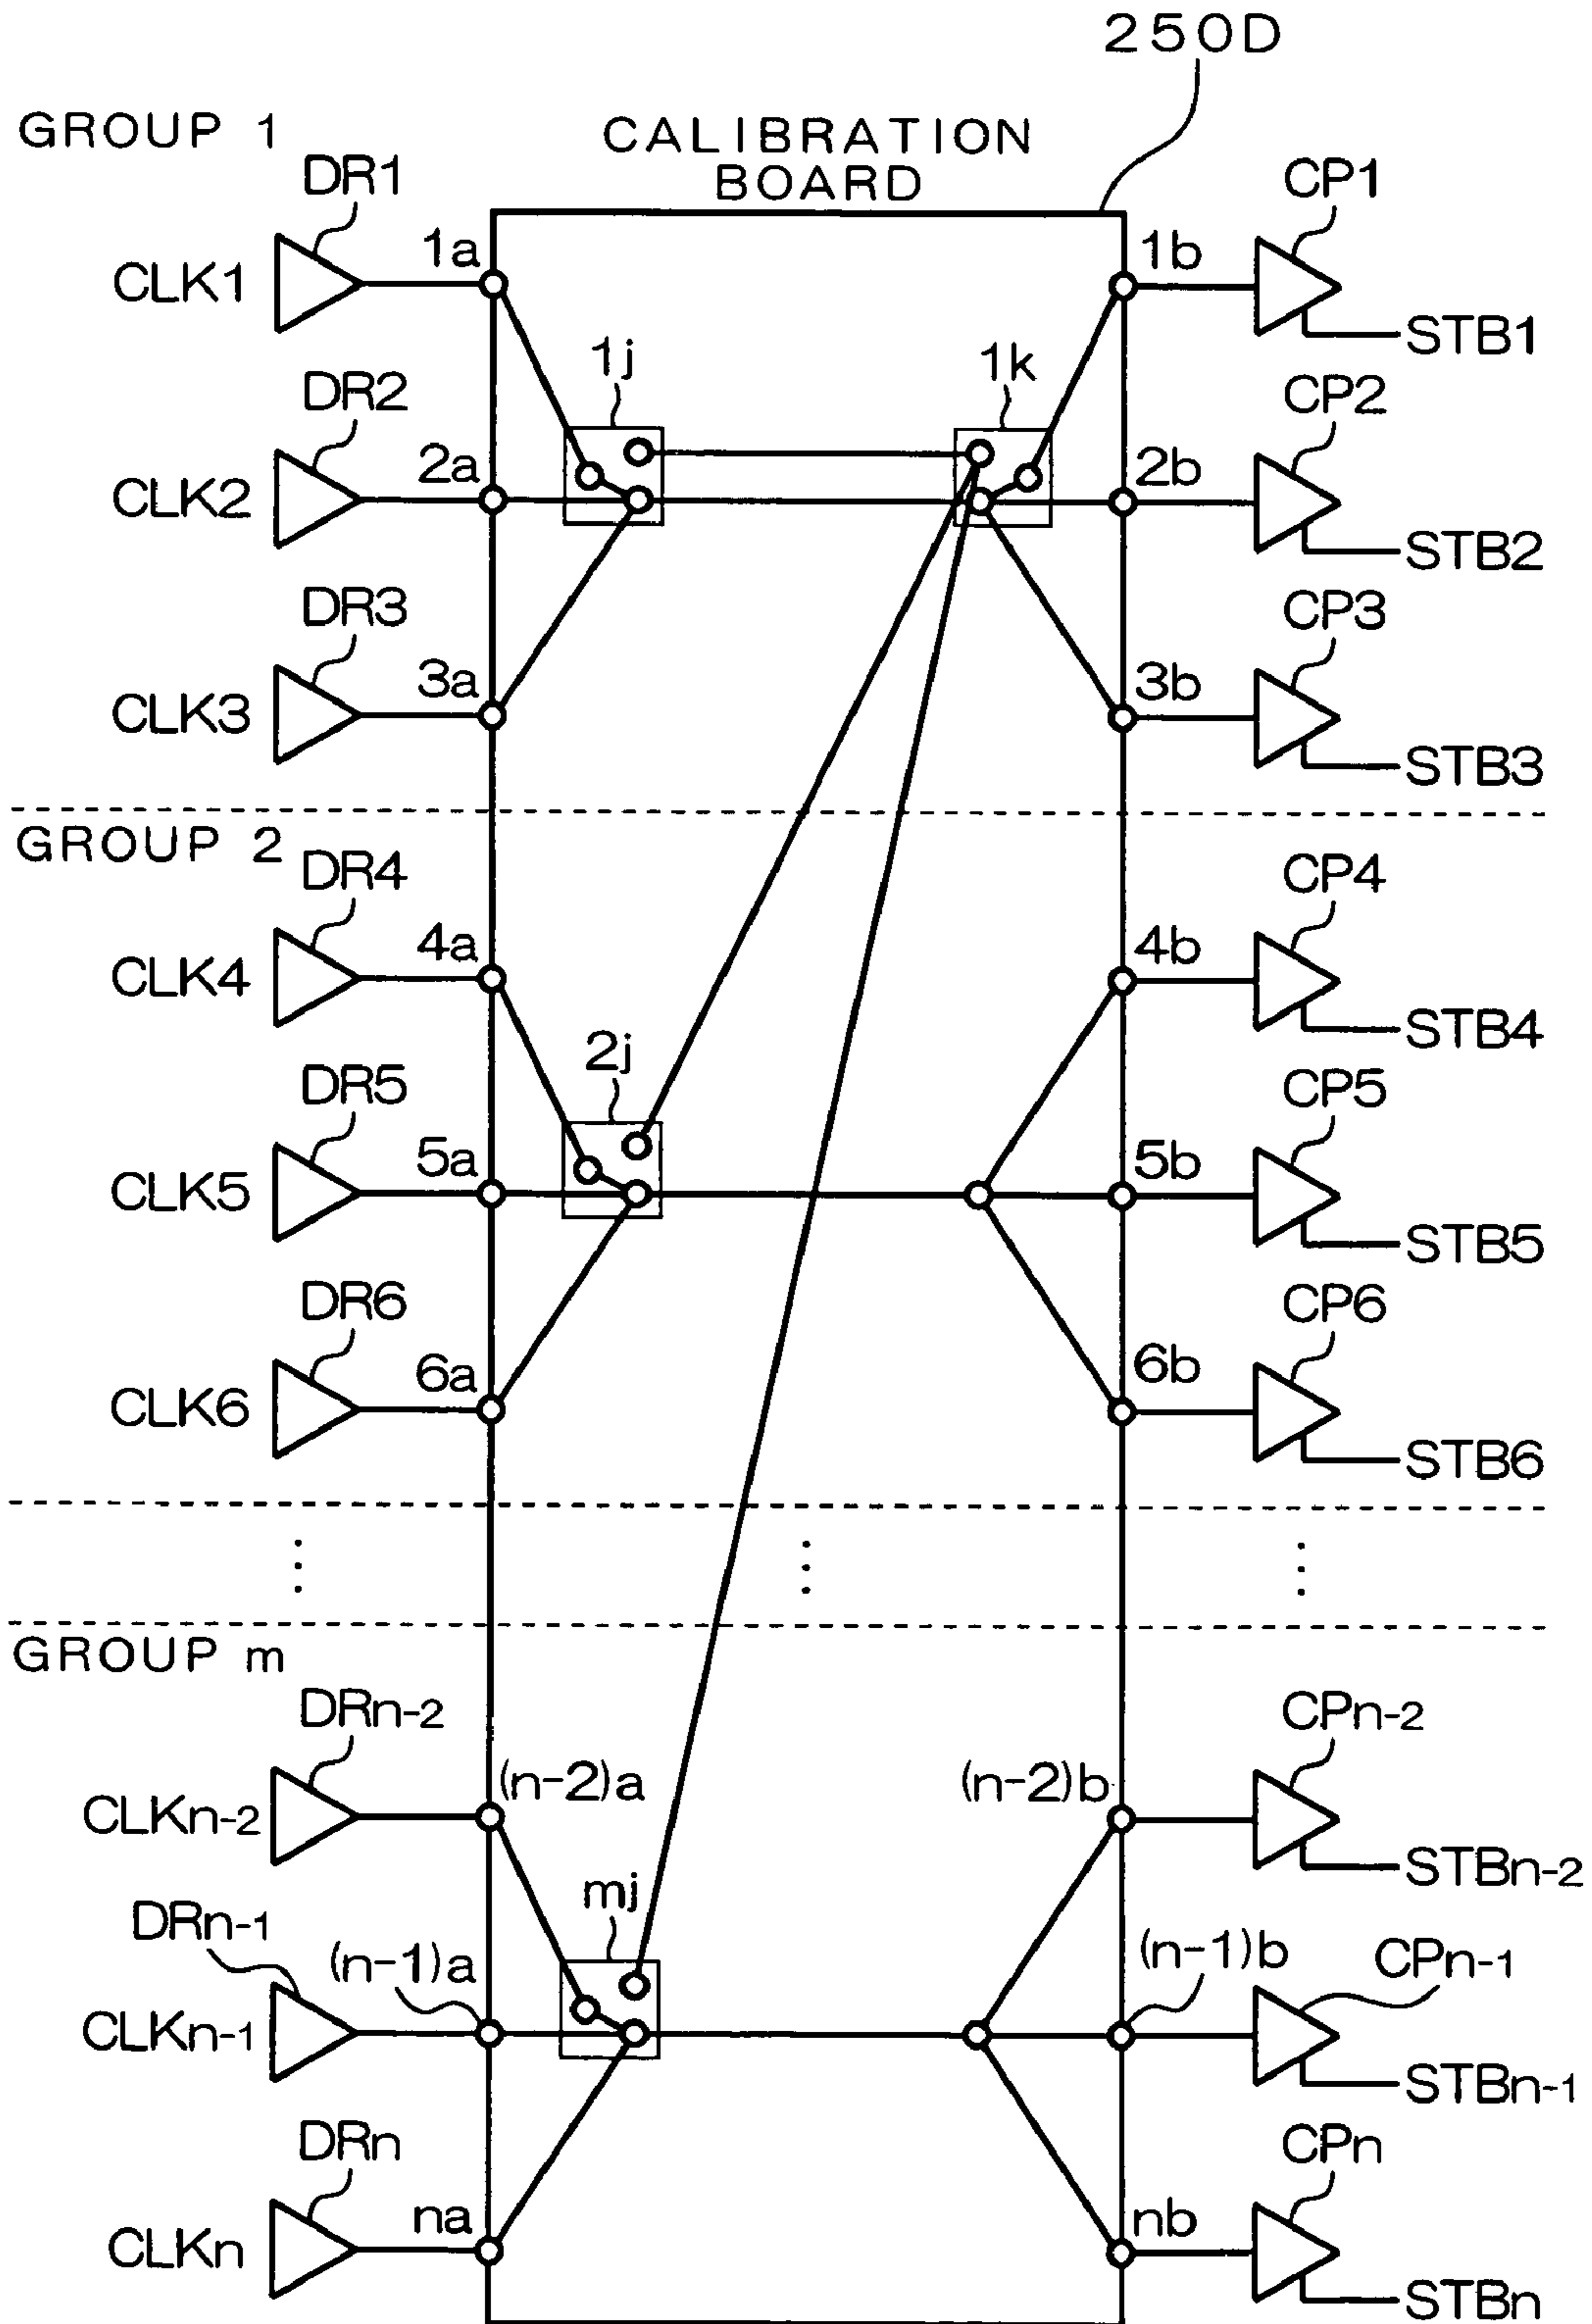 250D
GROUP 1
CALIBRATION
BOARD
DR1
CP1
1a
1b
CLK1
STB1
1j
1k
DR2
CP2
2a
2b
CLK2
STB2
DR3
CP3
3a
3b
CLK3
STB3
GROUP 2
DR4
CP4
4a
4b
CLK4
STB4
2j
DR5
CP5
5a
5b
CLK5
STB5
DR6
CP6
6a
6b
CLK6
STB6
GROUP m
DRn-2
CPn-2
(n-2)a
(n-2)b
CLKn-2
STBn-2
mj
DRn-1
CPn-1
(n-1)a
(n-1)b
CLKn-1
STBn-1
DRn
CPn
na
nb
CLKn
STBn